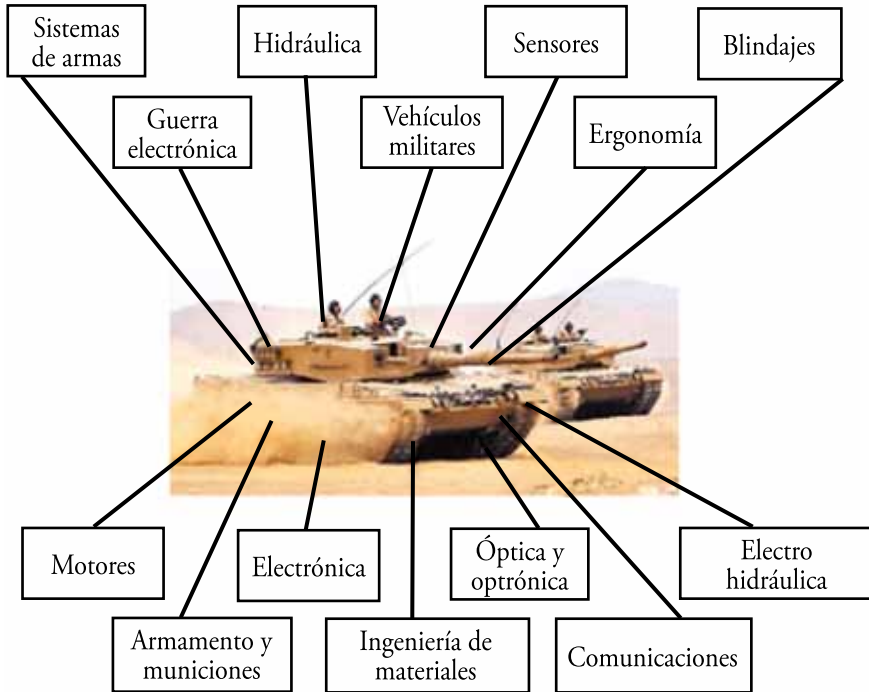 Sistemas
de armas
Hidráulica
Sensores
Blindajes
Guerra
electrónica
Vehículos
militares
Ergonomía
Motores
Electrónica
Óptica y
optrónica
Electro
hidráulica
Armamento y
municiones
Ingeniería de
materiales
Comunicaciones